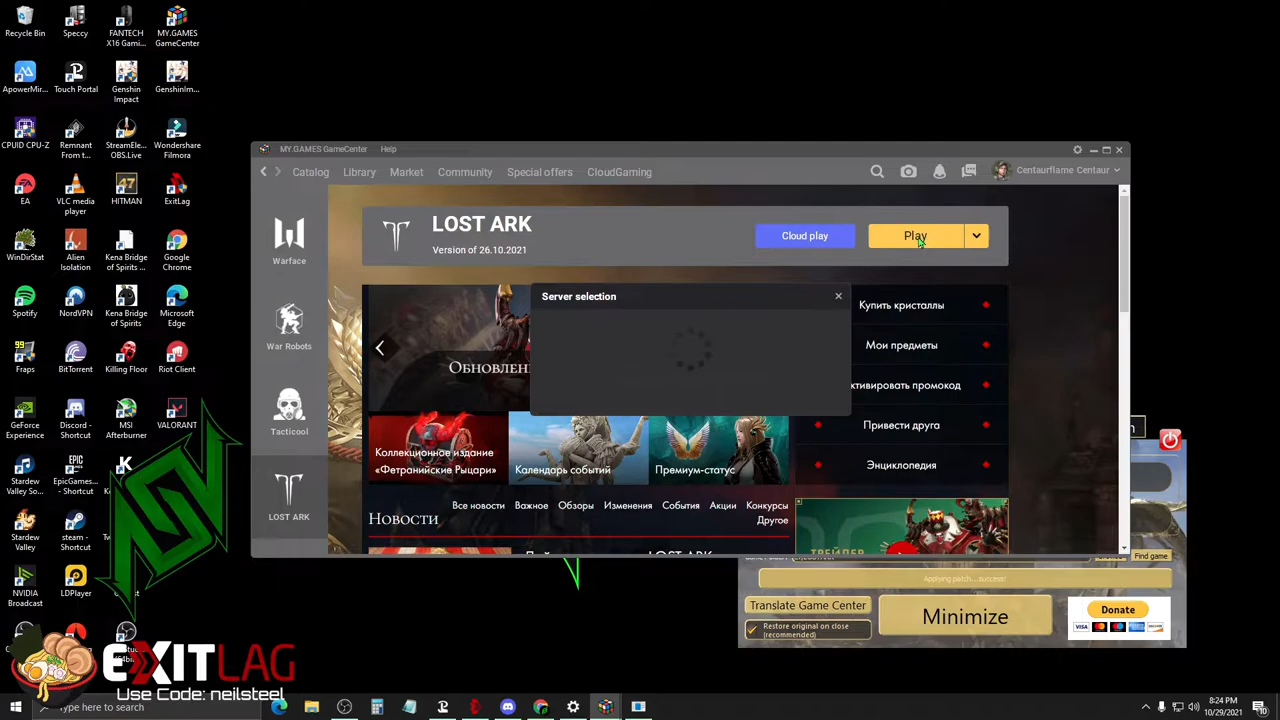 Recycle Bin
Speccy
FANTECH
X16 Gami...
MY.GAMES
GameCenter
ApowerMir...
Touch Portal
Genshin
Impact
GenshinIm...
CPUID CPU-Z
Remnant
From t...
StreamEle...
OBS.Live
Wondershare
Filmora
EA
VLC media
player
HITMAN
ExitLag
WinDirStat
Alien
Isolation
Kena Bridge
of Spirits
Google
Chrome
Spotify
NordVPN
Kena Bridge
of Spirits
Microsoft
Edge
Fraps
BitTorrent
Killing Floor
Riot Client
GeForce
Experience
Discord -
Shortcut
MSI
Afterburner
VALORANT
Stardew
Valley So...
EpicGames...
- Shortcut
Stardew
Valley
steam -
Shortcut
NVIDIA
Broadcast
LDPlayer
MY.GAMES GameCenter
Help
Catalog
Library
Market
Community
Special offers
CloudGaming
Centaurflame Centaur
Warface
War Robots
Tacticool
LOST ARK
LOST ARK
Version of 26.10.2021
Cloud play
Play
Server selection
Обновлен
Купить кристаллы
Мои предметы
ктивировать промокод
Привести друга
Энциклопедия
Коллекционное издание
«Фетранийские Рыцари»
Календарь событий
Премиум-статус
Новости
Все новости
Важное
Обзоры
Изменения
События
Акции
Конкурсы
Другое
ТРЕЙЛЕР
LOST ARK
Find game
Applying patch...success!
Translate Game Center
Restore original on close
(recommended)
Minimize
Donate
VISA
EXITLAG
Use Code: neilsteel
Type here to search
8:24 PM
10/29/2021